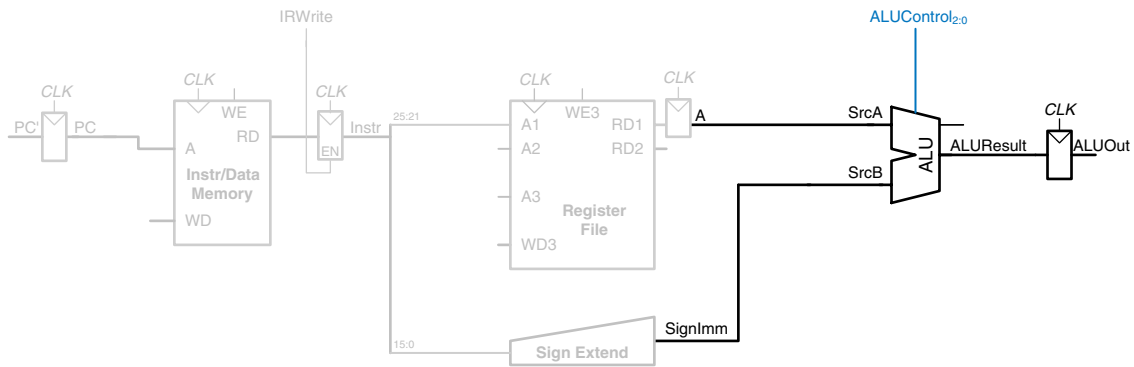 IRWrite
ALUControl2:0
CLK
CLK
CLK
CLK
CLK
CLK
PC'
PC
WE
RD
A
Instr/Data
Memory
WD
EN
Instr
25:21
A1
A2
A3
WD3
WE3
RD1
RD2
Register
File
A
SrcA
SrcB
ALU
ALUResult
ALUOut
SignImm
15:0
Sign Extend